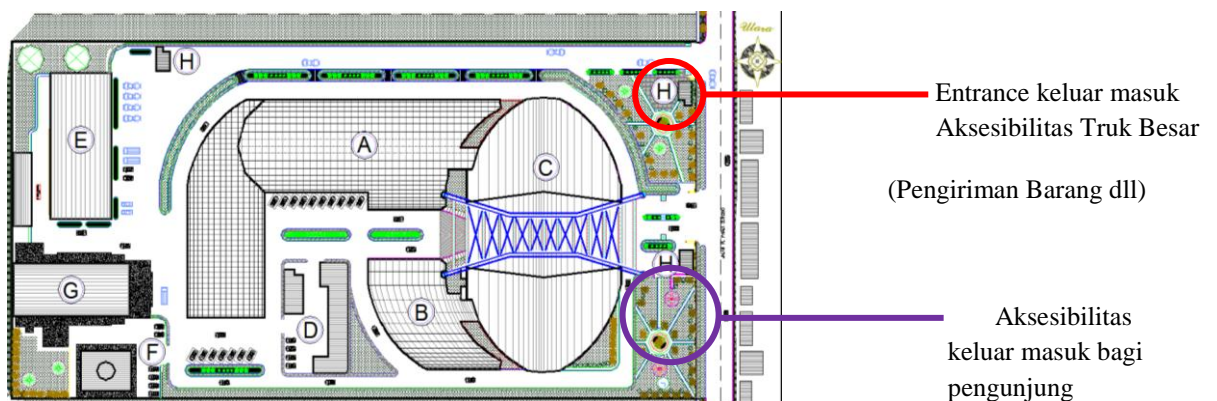 Utara
H
H
E
A
C
Entrance keluar masuk
Aksesibilitas Truk Besar
(Pengiriman Barang dll)
H
G
B
D
F
Aksesibilitas
keluar masuk bagi
pengunjung